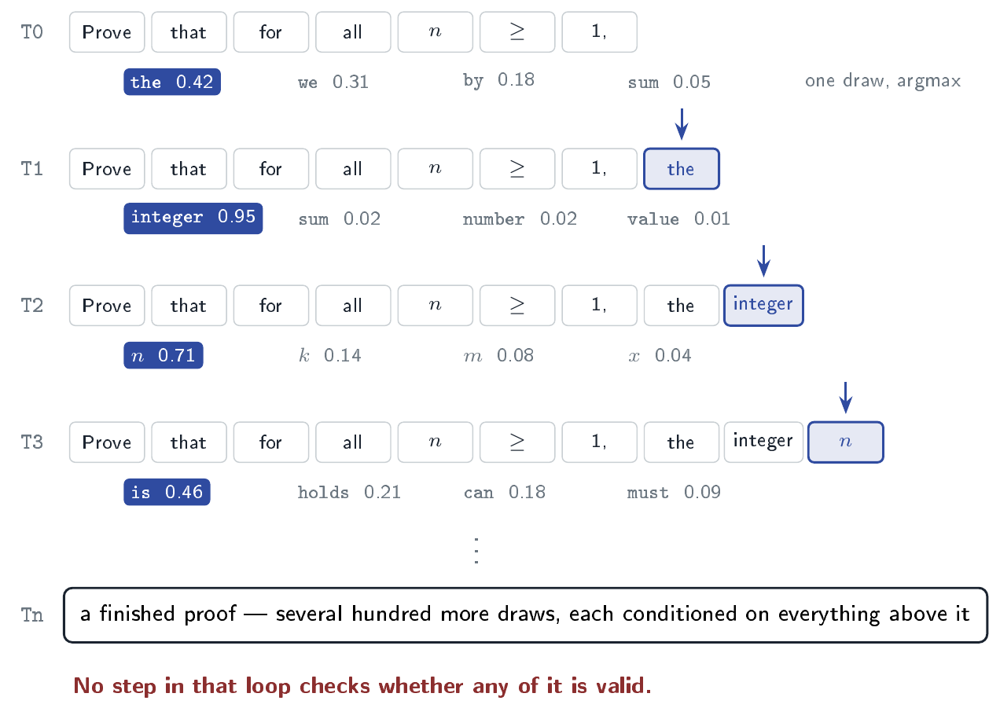 T0 Prove that for all n ≥ 1,
the 0.42 we 0.31 by 0.18 sum 0.05 one draw, argmax
T1 Prove that for all n ≥ 1, the
integer 0.95 sum 0.02 number 0.02 value 0.01
T2 Prove that for all n ≥ 1, the integer
n 0.71 k 0.14 m 0.08 x 0.04
T3 Prove that for all n ≥ 1, the integer n
is 0.46 holds 0.21 can 0.18 must 0.09
⋮
Tn a finished proof — several hundred more draws, each conditioned on everything above it
No step in that loop checks whether any of it is valid.